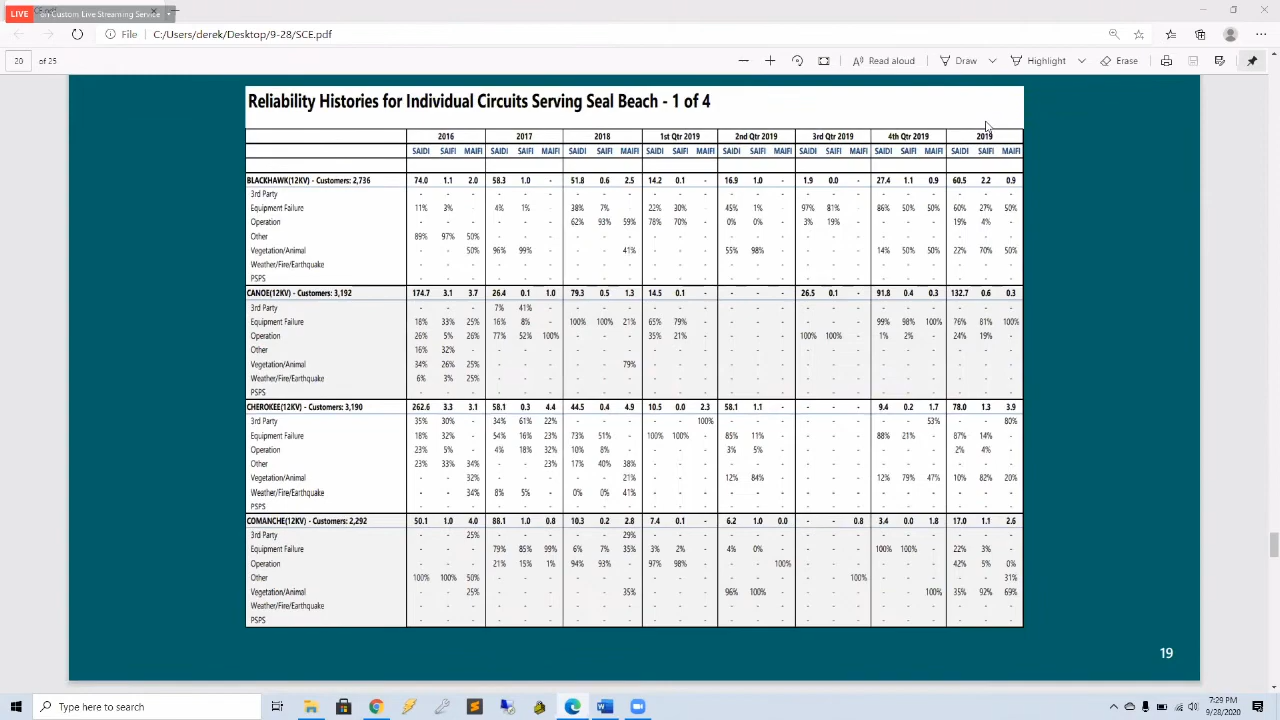 LIVE on Custom Live Streaming Service
File C:/Users/derek/Desktop/9-28/SCE.pdf
20 of 25 Read aloud Draw Highlight Erase
Reliability Histories for Individual Circuits Serving Seal Beach - 1 of 4
2016 2017 2018 1st Qtr 2019 2nd Qtr 2019 3rd Qtr 2019 4th Qtr 2019 2019
SAIDI SAIFI MAIFI SAIDI SAIFI MAIFI SAIDI SAIFI MAIFI SAIDI SAIFI MAIFI SAIDI SAIFI MAIFI SAIDI SAIFI MAIFI SAIDI SAIFI MAIFI SAIDI SAIFI MAIFI
BLACKHAWK(12KV) - Customers: 2,736 74.0 1.1 2.0 58.3 1.0 - 51.8 0.6 2.5 14.2 0.1 - 16.9 1.0 - 1.9 0.0 - 27.4 1.1 0.9 60.5 2.2 0.9
3rd Party - - - - - - - - - - - - - - - - - - - - - - - -
Equipment Failure 11% 3% - 4% 1% - 38% 7% - 22% 30% - 45% 1% - 97% 81% - 86% 50% 50% 60% 27% 50%
Operation - - - - - - 62% 93% 59% 78% 70% - 0% 0% - 3% 19% - - - - 19% 4% -
Other 89% 97% 50% - - - - - - - - - - - - - - - - - - - - -
Vegetation/Animal - - 50% 96% 99% - - - 41% - - - 55% 98% - - - - 14% 50% 50% 22% 70% 50%
Weather/Fire/Earthquake - - - - - - - - - - - - - - - - - - - - - - - -
PSPS - - - - - - - - - - - - - - - - - - - - - - - -
CANOE(12KV) - Customers: 3,192 174.7 3.1 3.7 26.4 0.1 1.0 79.3 0.5 1.3 14.5 0.1 - - - - 26.5 0.1 - 91.8 0.4 0.3 132.7 0.6 0.3
3rd Party - - - 7% 41% - - - - - - - - - - - - - - - - - - -
Equipment Failure 18% 33% 25% 16% 8% - 100% 100% 21% 65% 79% - - - - - - - 99% 98% 100% 76% 81% 100%
Operation 26% 5% 26% 77% 52% 100% - - - 35% 21% - - - - 100% 100% - 1% 2% - 24% 19% -
Other 16% 32% - - - - - - - - - - - - - - - - - - - - - -
Vegetation/Animal 34% 26% 25% - - - - - 79% - - - - - - - - - - - - - - -
Weather/Fire/Earthquake 6% 3% 25% - - - - - - - - - - - - - - - - - - - - -
PSPS - - - - - - - - - - - - - - - - - - - - - - - -
CHEROKEE(12KV) - Customers: 3,190 262.6 3.3 3.1 58.1 0.3 4.4 44.5 0.4 4.9 10.5 0.0 2.3 58.1 1.1 - - - - 9.4 0.2 1.7 78.0 1.3 3.9
3rd Party 35% 30% - 34% 61% 22% - - - - - 100% - - - - - - - - 53% - - 80%
Equipment Failure 18% 32% - 54% 16% 23% 73% 51% - 100% 100% - 85% 11% - - - - 88% 21% - 87% 14% -
Operation 23% 5% - 4% 18% 32% 10% 8% - - - - 3% 5% - - - - - - - 2% 4% -
Other 23% 33% 34% - - 23% 17% 40% 38% - - - - - - - - - - - - - - -
Vegetation/Animal - - 32% - - - - - 21% - - - 12% 84% - - - - 12% 79% 47% 10% 82% 20%
Weather/Fire/Earthquake - - 34% 8% 5% - 0% 0% 41% - - - - - - - - - - - - - - -
PSPS - - - - - - - - - - - - - - - - - - - - - - - -
COMANCHE(12KV) - Customers: 2,292 50.1 1.0 4.0 88.1 1.0 0.8 10.3 0.2 2.8 7.4 0.1 - 6.2 1.0 0.0 - - 0.8 3.4 0.0 1.8 17.0 1.1 2.6
3rd Party - - 25% - - - - - 29% - - - - - - - - - - - - - - -
Equipment Failure - - - 79% 85% 99% 6% 7% 35% 3% 2% - 4% 0% - - - - 100% 100% - 22% 3% -
Operation - - - 21% 15% 1% 94% 93% - 97% 98% - - - 100% - - - - - - 42% 5% 0%
Other 100% 100% 50% - - - - - - - - - - - - - - 100% - - - - - 31%
Vegetation/Animal - - 25% - - - - - 35% - - - 96% 100% - - - - - - 100% 35% 92% 69%
Weather/Fire/Earthquake - - - - - - - - - - - - - - - - - - - - - - - -
PSPS - - - - - - - - - - - - - - - - - - - - - - - -
19
Type here to search
7:29 PM
9/28/2020